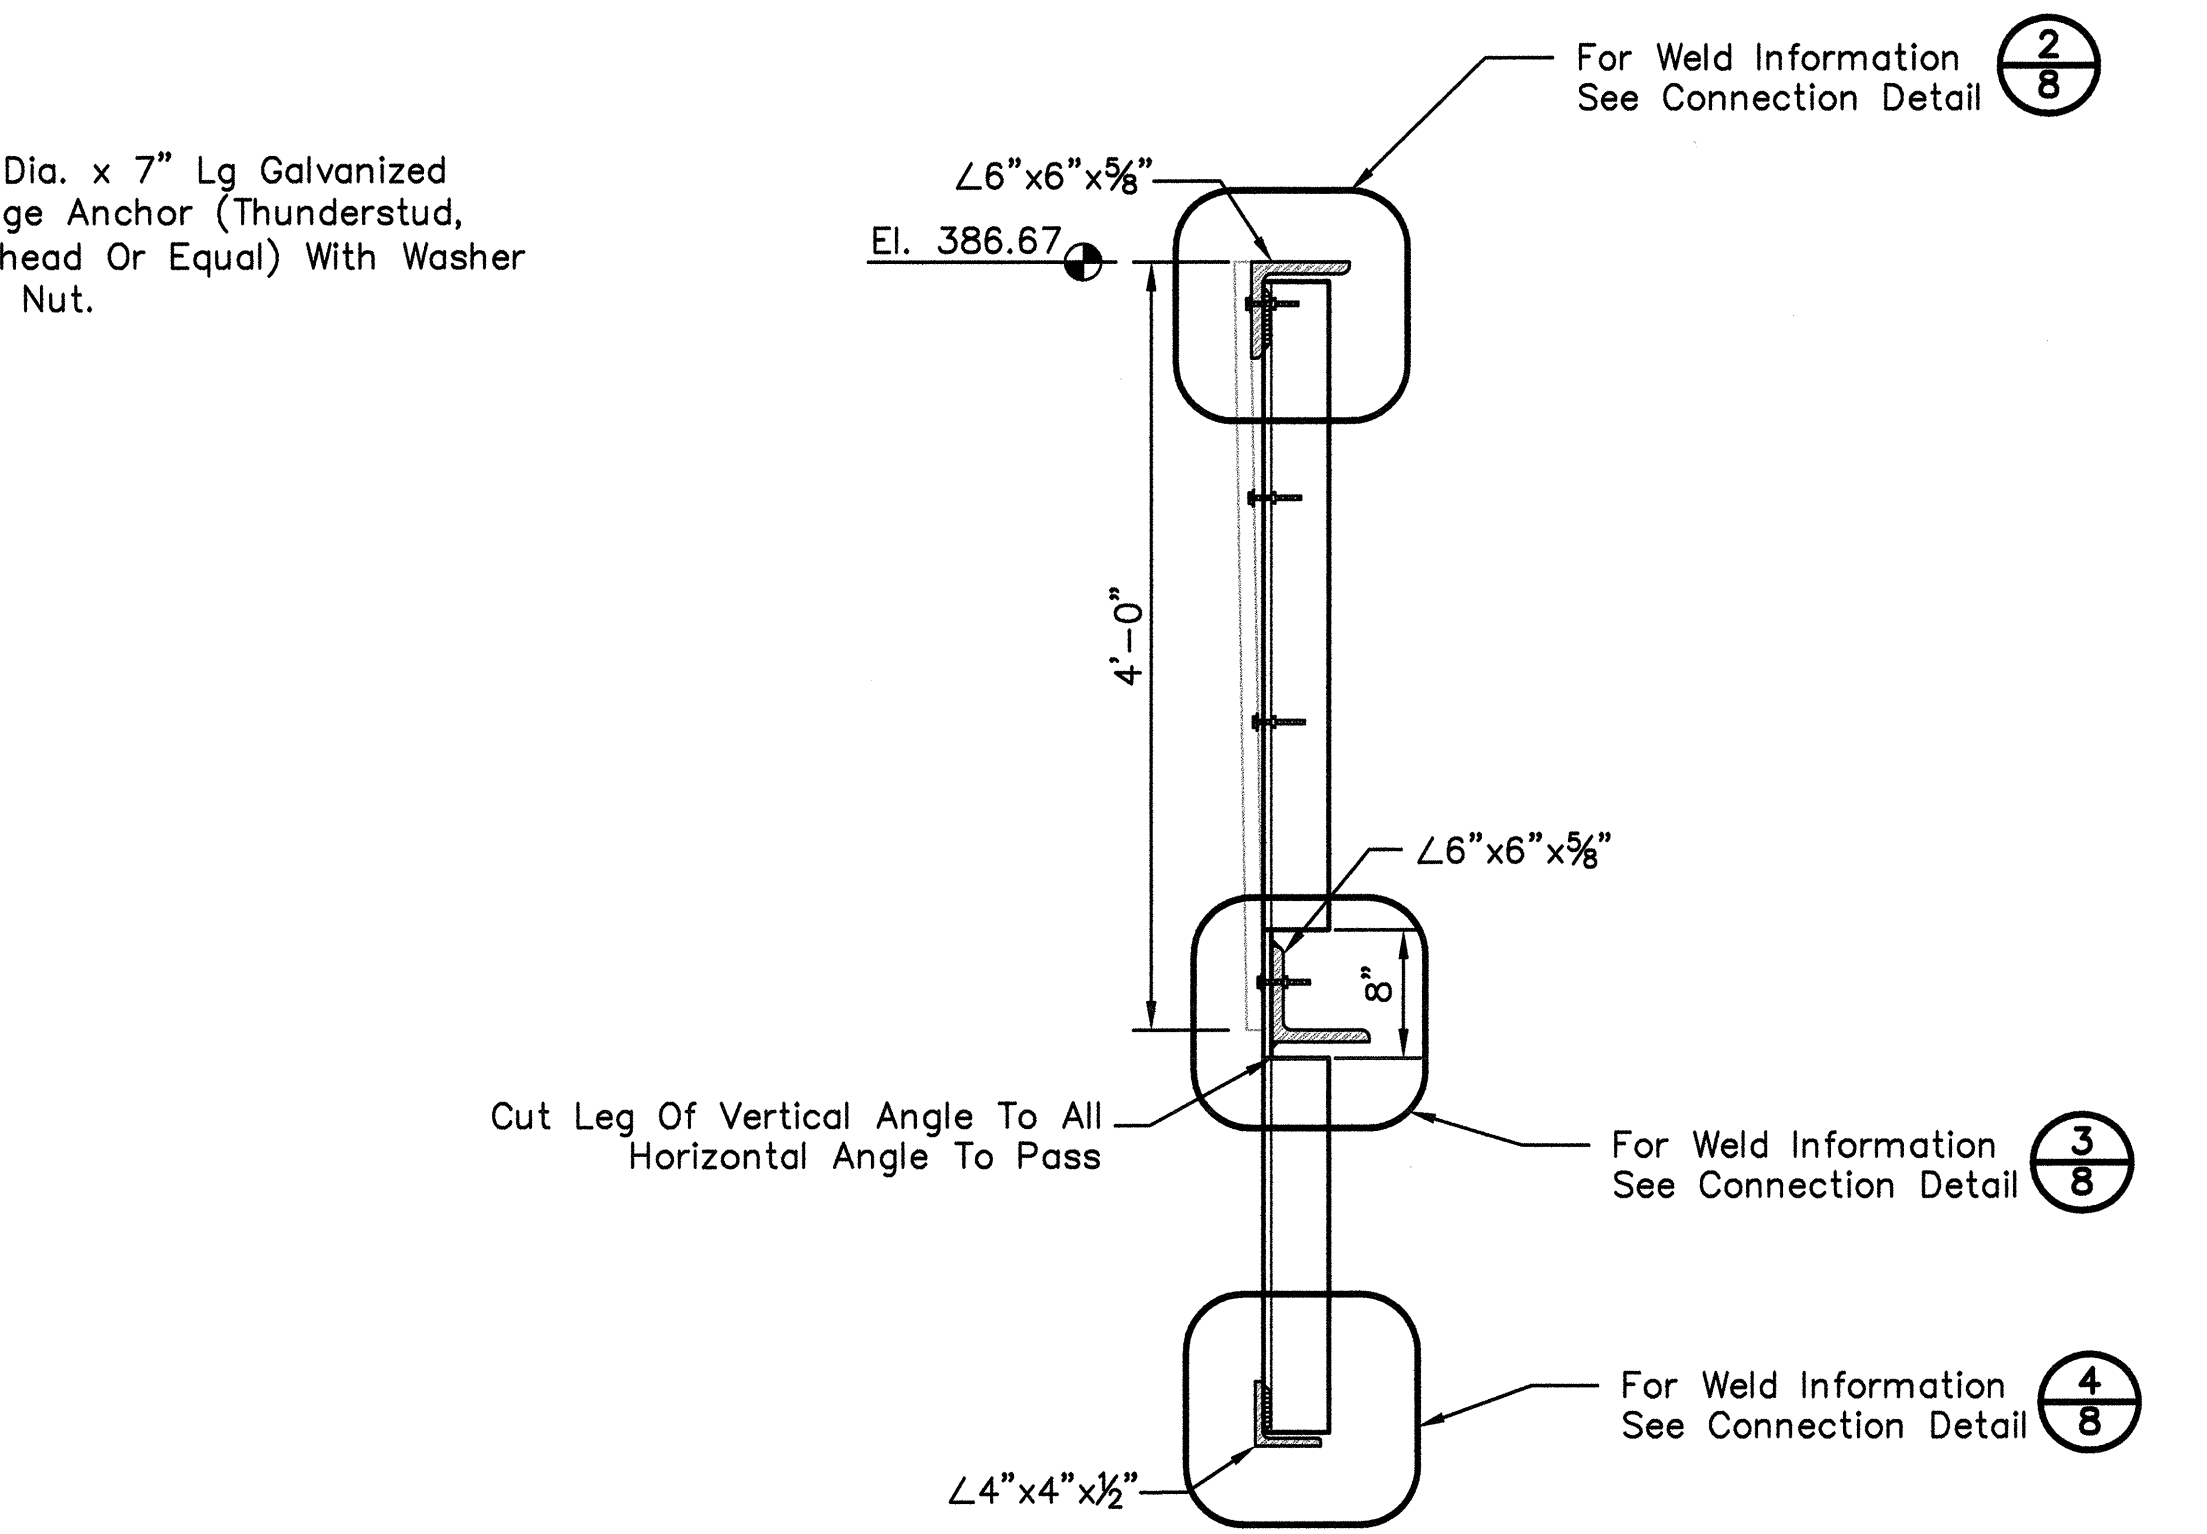 For Weld Information
See Connection Detail
2
8
Dia. x 7” Lg Galvanized
ge Anchor (Thunderstud,
head Or Equal) With Washer
Nut.
∠6”x6”x⅝”
El. 386.67
4'-0”
∠6”x6”x⅝”
8”
Cut Leg Of Vertical Angle To All
Horizontal Angle To Pass
For Weld Information
See Connection Detail
3
8
For Weld Information
See Connection Detail
4
8
∠4”x4”x½”